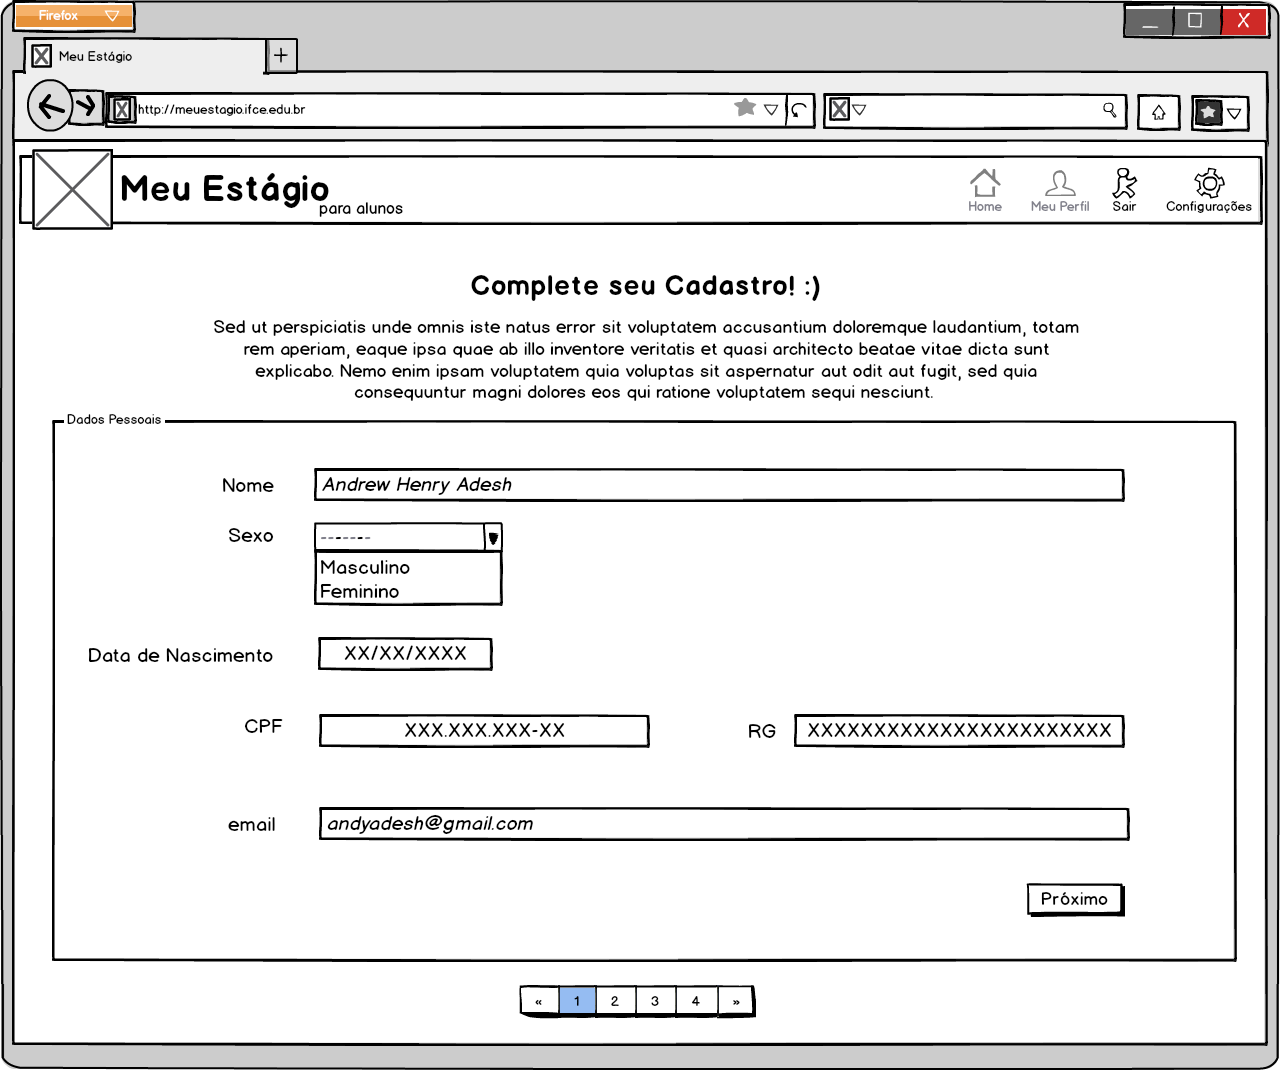 Firefox
Meu Estágio
http://meuestagio.ifce.edu.br
Meu Estágio
para alunos
Home
Meu Perfil
Sair
Configurações
Complete seu Cadastro! :)
Sed ut perspiciatis unde omnis iste natus error sit voluptatem accusantium doloremque laudantium, totam
rem aperiam, eaque ipsa quae ab illo inventore veritatis et quasi architecto beatae vitae dicta sunt
explicabo. Nemo enim ipsam voluptatem quia voluptas sit aspernatur aut odit aut fugit, sed quia
consequuntur magni dolores eos qui ratione voluptatem sequi nesciunt.
Dados Pessoais
Nome
Andrew Henry Adesh
Sexo
-------
Masculino
Feminino
Data de Nascimento
XX/XX/XXXX
CPF
XXX.XXX.XXX-XX
RG
XXXXXXXXXXXXXXXXXXXXXXX
email
andyadesh@gmail.com
Próximo
« 1 2 3 4 »